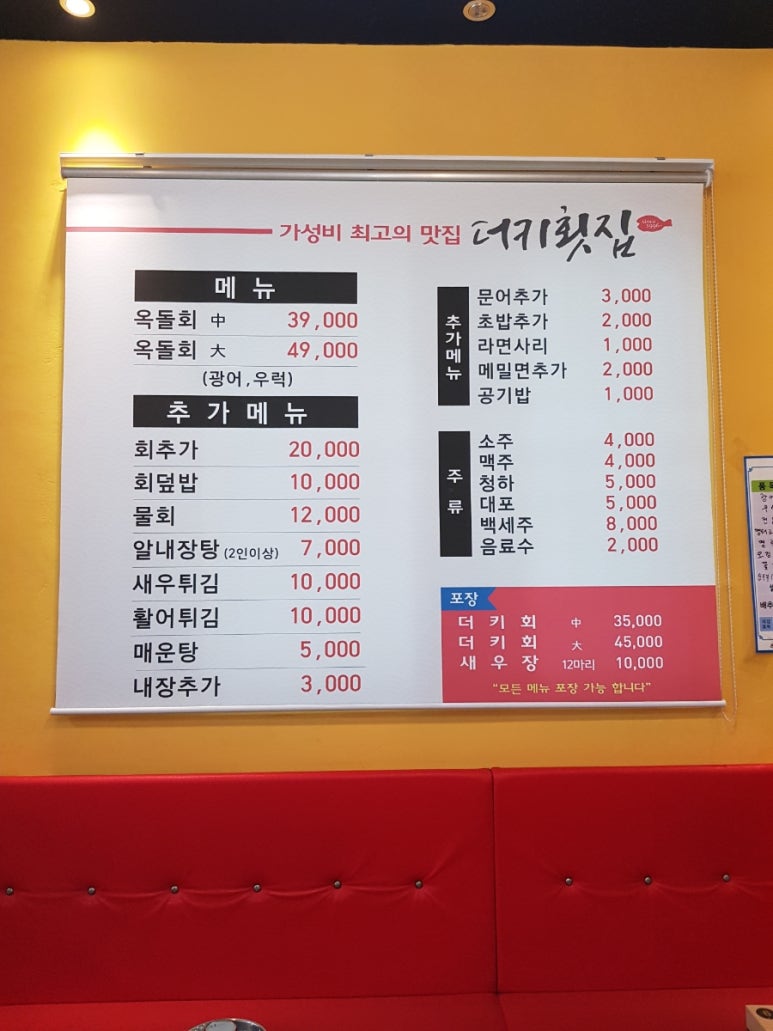 가성비 최고의 맛집 더키횟집
since 1996
메뉴
옥돌회 中 39,000
옥돌회 大 49,000
(광어,우럭)
추가메뉴
회추가 20,000
회덮밥 10,000
물회 12,000
알내장탕 (2인이상) 7,000
새우튀김 10,000
활어튀김 10,000
매운탕 5,000
내장추가 3,000
추가메뉴
문어추가 3,000
초밥추가 2,000
라면사리 1,000
메밀면추가 2,000
공기밥 1,000
주류
소주 4,000
맥주 4,000
청하 5,000
대포 5,000
백세주 8,000
음료수 2,000
포장
더키회 中 35,000
더키회 大 45,000
새우장 12마리 10,000
"모든 메뉴 포장 가능 합니다"